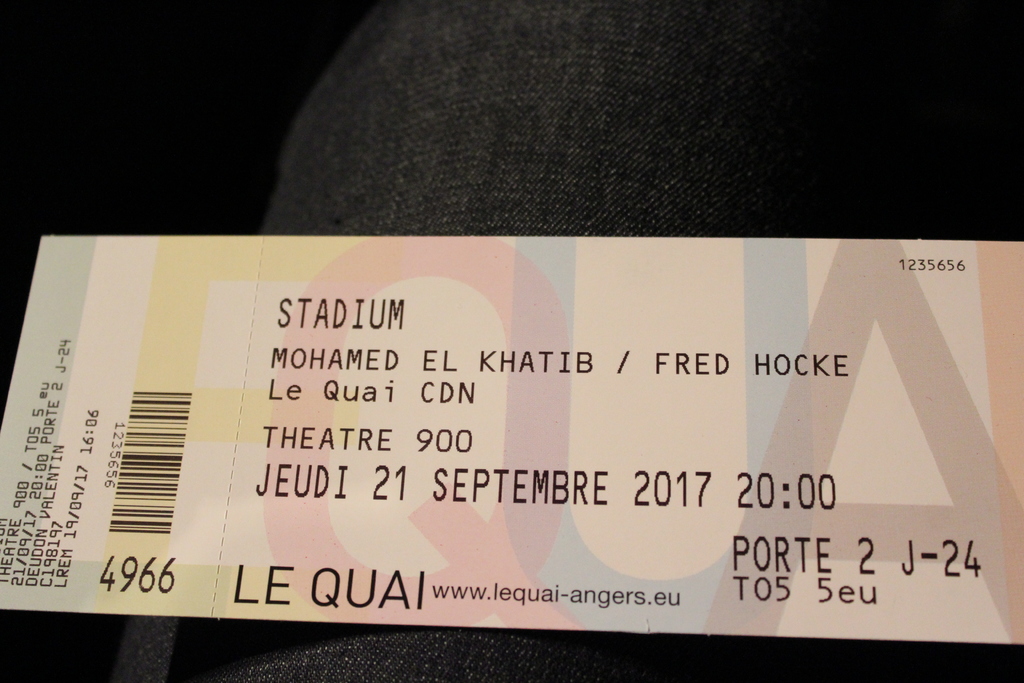 1235656
STADIUM
MOHAMED EL KHATIB / FRED HOCKE
Le Quai CDN
THEATRE 900
JEUDI 21 SEPTEMBRE 2017 20:00
PORTE 2 J-24
TO5 5eu
LE QUAI www.lequai-angers.eu
THEATRE 900 / TO5 5eu
21/09/17 20:00 PORTE 2 J-24
DEUDON VALENTIN
C198197
LREM 19/09/17 16:06
1235656
4966